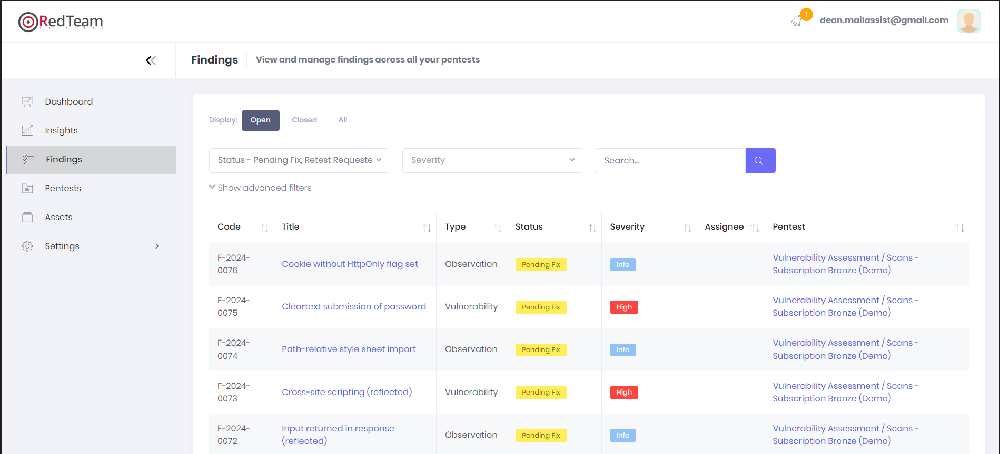 RedTeam
1
dean.mailassist@gmail.com
Findings
View and manage findings across all your pentests
Dashboard
Insights
Findings
Pentests
Assets
Settings
Display:
Open
Closed
All
Status - Pending Fix, Retest Requeste
Severity
Search...
Show advanced filters
Code
Title
Type
Status
Severity
Assignee
Pentest
F-2024-
0076
Cookie without HttpOnly flag set
Observation
Pending Fix
Info
Vulnerability Assessment / Scans -
Subscription Bronze (Demo)
F-2024-
0075
Cleartext submission of password
Vulnerability
Pending Fix
High
Vulnerability Assessment / Scans -
Subscription Bronze (Demo)
F-2024-
0074
Path-relative style sheet import
Observation
Pending Fix
Info
Vulnerability Assessment / Scans -
Subscription Bronze (Demo)
F-2024-
0073
Cross-site scripting (reflected)
Vulnerability
Pending Fix
High
Vulnerability Assessment / Scans -
Subscription Bronze (Demo)
F-2024-
0072
Input returned in response
(reflected)
Observation
Pending Fix
Info
Vulnerability Assessment / Scans -
Subscription Bronze (Demo)